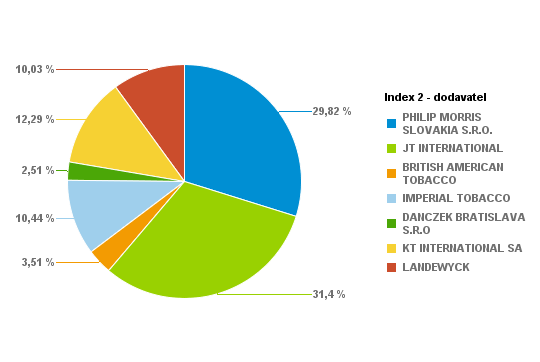 10,03 %
12,29 %
2,51 %
10,44 %
3,51 %
29,82 %
31,4 %
Index 2 - dodavatel
PHILIP MORRIS
SLOVAKIA S.R.O.
JT INTERNATIONAL
BRITISH AMERICAN
TOBACCO
IMPERIAL TOBACCO
DANCZEK BRATISLAVA
S.R.O
KT INTERNATIONAL SA
LANDEWYCK